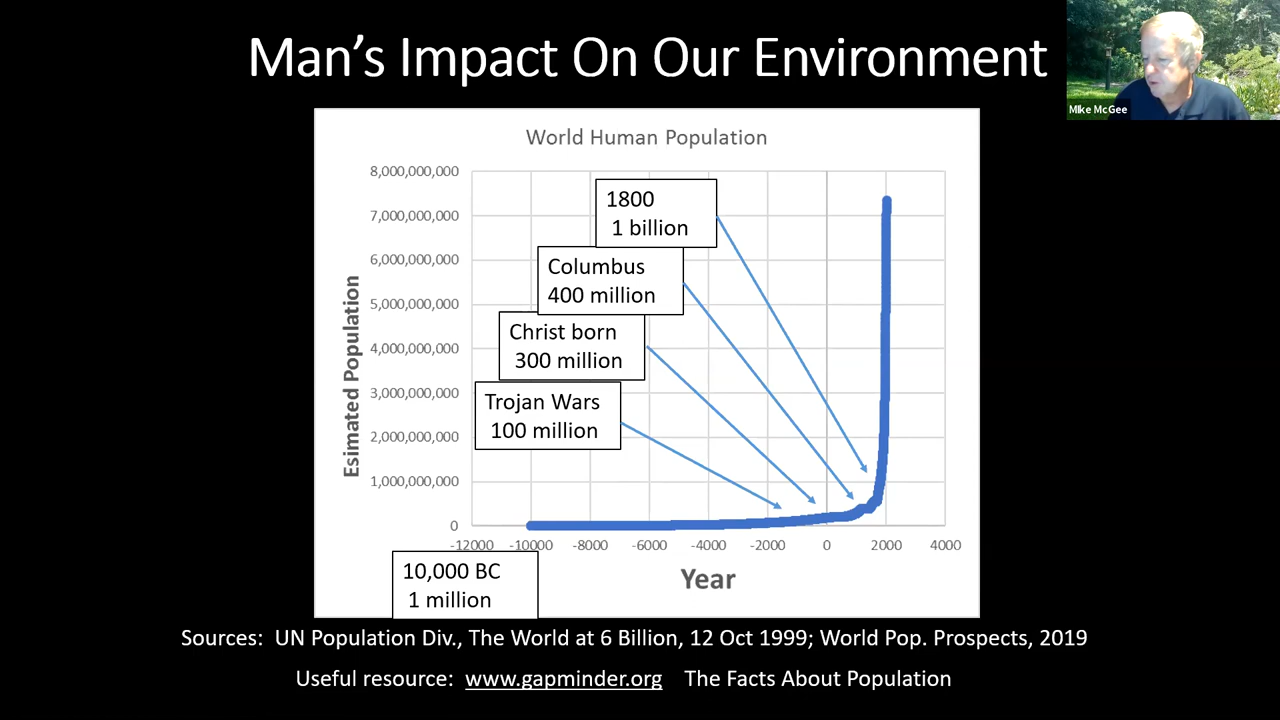 Man's Impact On Our Environment
MIke McGee
World Human Population
8,000,000,000
7,000,000,000
6,000,000,000
5,000,000,000
4,000,000,000
3,000,000,000
2,000,000,000
1,000,000,000
0
Esimated Population
1800
1 billion
Columbus
400 million
Christ born
300 million
Trojan Wars
100 million
-12000 -10000 -8000 -6000 -4000 -2000 0 2000 4000
Year
10,000 BC
1 million
Sources: UN Population Div., The World at 6 Billion, 12 Oct 1999; World Pop. Prospects, 2019
Useful resource: www.gapminder.org The Facts About Population